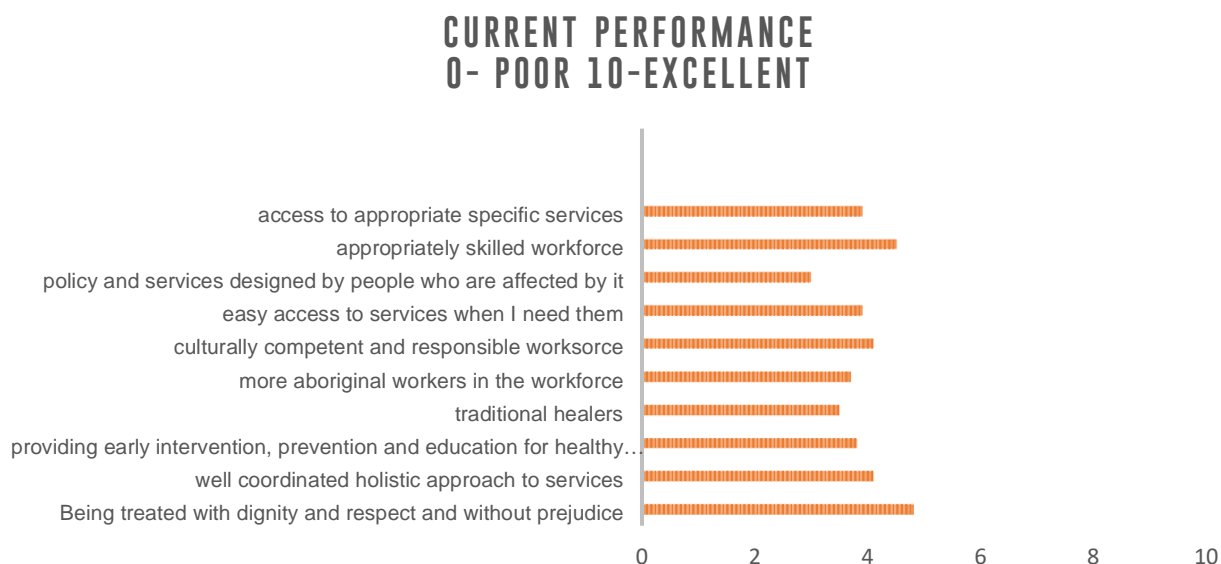 CURRENT PERFORMANCE
0- POOR 10-EXCELLENT
access to appropriate specific services
appropriately skilled workforce
policy and services designed by people who are affected by it
easy access to services when I need them
culturally competent and responsible worksorce
more aboriginal workers in the workforce
traditional healers
providing early intervention, prevention and education for healthy…
well coordinated holistic approach to services
Being treated with dignity and respect and without prejudice
0 2 4 6 8 10